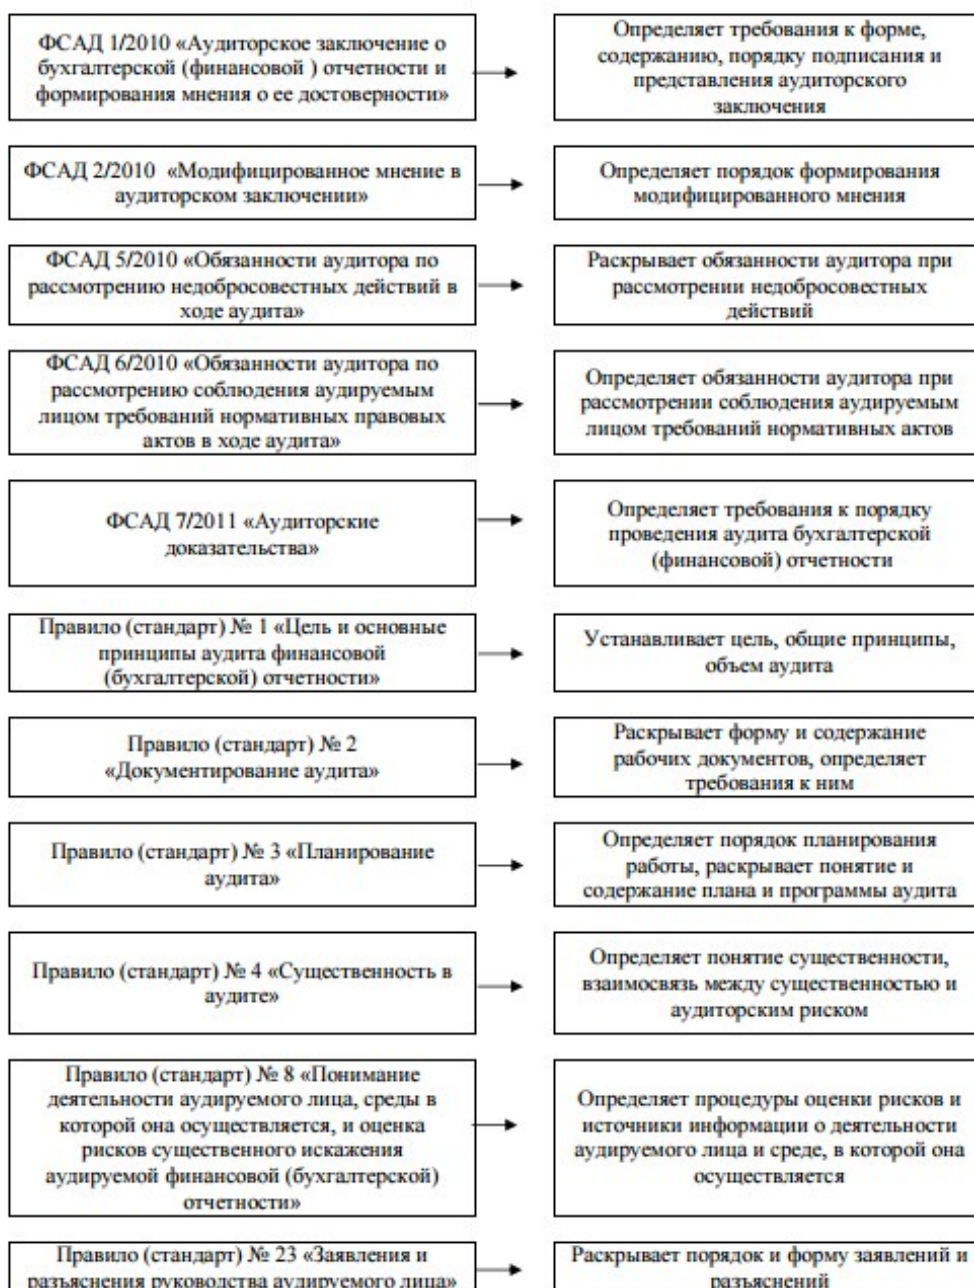 ФСАД 1/2010 «Аудиторское заключение о
бухгалтерской (финансовой ) отчетности и
формирования мнения о ее достоверности»
Определяет требования к форме,
содержанию, порядку подписания и
представления аудиторского
заключения
ФСАД 2/2010 «Модифицированное мнение в
аудиторском заключении»
Определяет порядок формирования
модифицированного мнения
ФСАД 5/2010 «Обязанности аудитора по
рассмотрению недобросовестных действий в
ходе аудита»
Раскрывает обязанности аудитора при
рассмотрении недобросовестных
действий
ФСАД 6/2010 «Обязанности аудитора по
рассмотрению соблюдения аудируемым
лицом требований нормативных правовых
актов в ходе аудита»
Определяет обязанности аудитора при
рассмотрении соблюдения аудируемым
лицом требований нормативных актов
ФСАД 7/2011 «Аудиторские
доказательства»
Определяет требования к порядку
проведения аудита бухгалтерской
(финансовой) отчетности
Правило (стандарт) № 1 «Цель и основные
принципы аудита финансовой
(бухгалтерской) отчетности»
Устанавливает цель, общие принципы,
объем аудита
Правило (стандарт) № 2
«Документирование аудита»
Раскрывает форму и содержание
рабочих документов, определяет
требования к ним
Правило (стандарт) № 3 «Планирование
аудита»
Определяет порядок планирования
работы, раскрывает понятие и
содержание плана и программы аудита
Правило (стандарт) № 4 «Существенность в
аудите»
Определяет понятие существенности,
взаимосвязь между существенностью и
аудиторским риском
Правило (стандарт) № 8 «Понимание
деятельности аудируемого лица, среды в
которой она осуществляется, и оценка
рисков существенного искажения
аудируемой финансовой (бухгалтерской)
отчетности»
Определяет процедуры оценки рисков и
источники информации о деятельности
аудируемого лица и среде, в которой она
осуществляется
Правило (стандарт) № 23 «Заявления и
разъяснения руководства аудируемого лица»
Раскрывает порядок и форму заявлений и
разъяснений